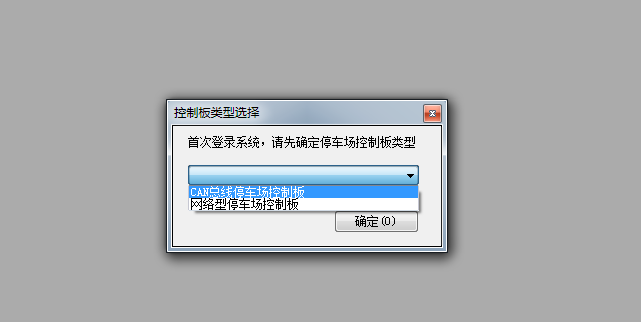 控制板类型选择
首次登录系统，请先确定停车场控制板类型
CAN总线停车场控制板
网络型停车场控制板
确定(O)